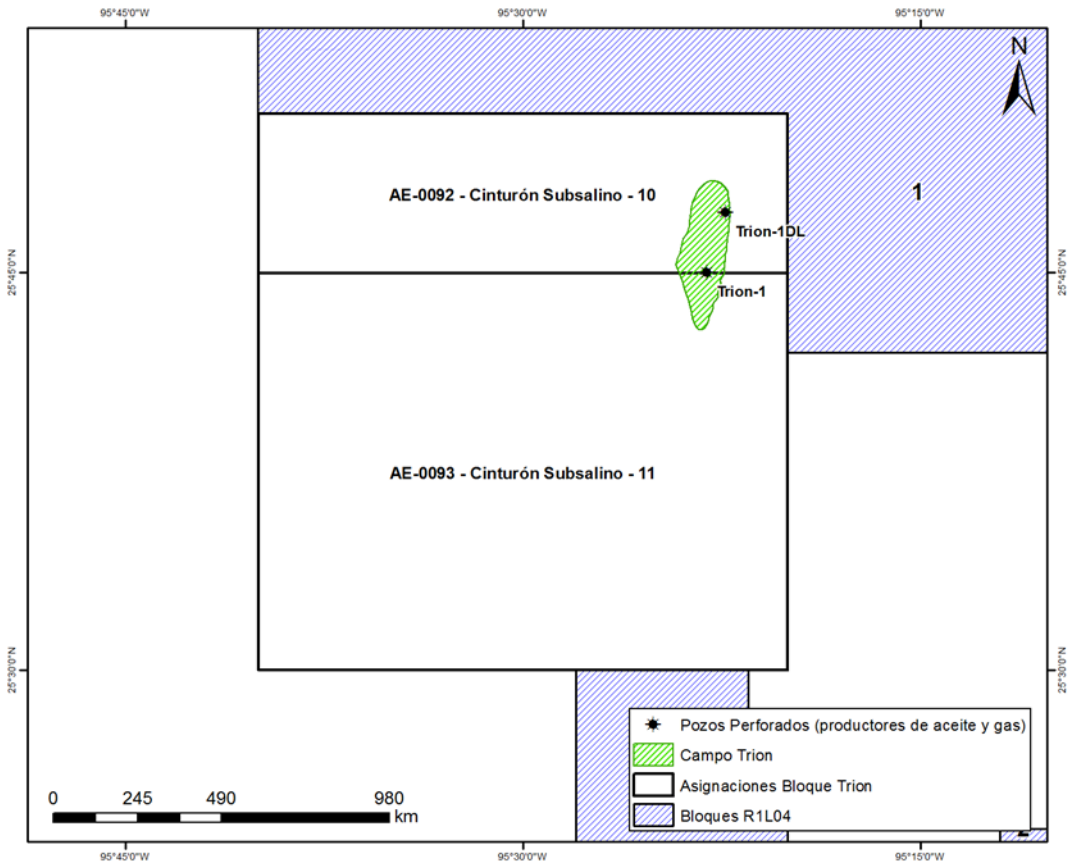 95°45'0"W
95°30'0"W
95°15'0"W
N
1
AE-0092 - Cinturón Subsalino - 10
Trion-1DL
25°45'0"N
25°45'0"N
Trion-1
AE-0093 - Cinturón Subsalino - 11
25°30'0"N
25°30'0"N
Pozos Perforados (productores de aceite y gas)
Campo Trion
Asignaciones Bloque Trion
Bloques R1L04
0 245 490 980
km
95°45'0"W
95°30'0"W
95°15'0"W